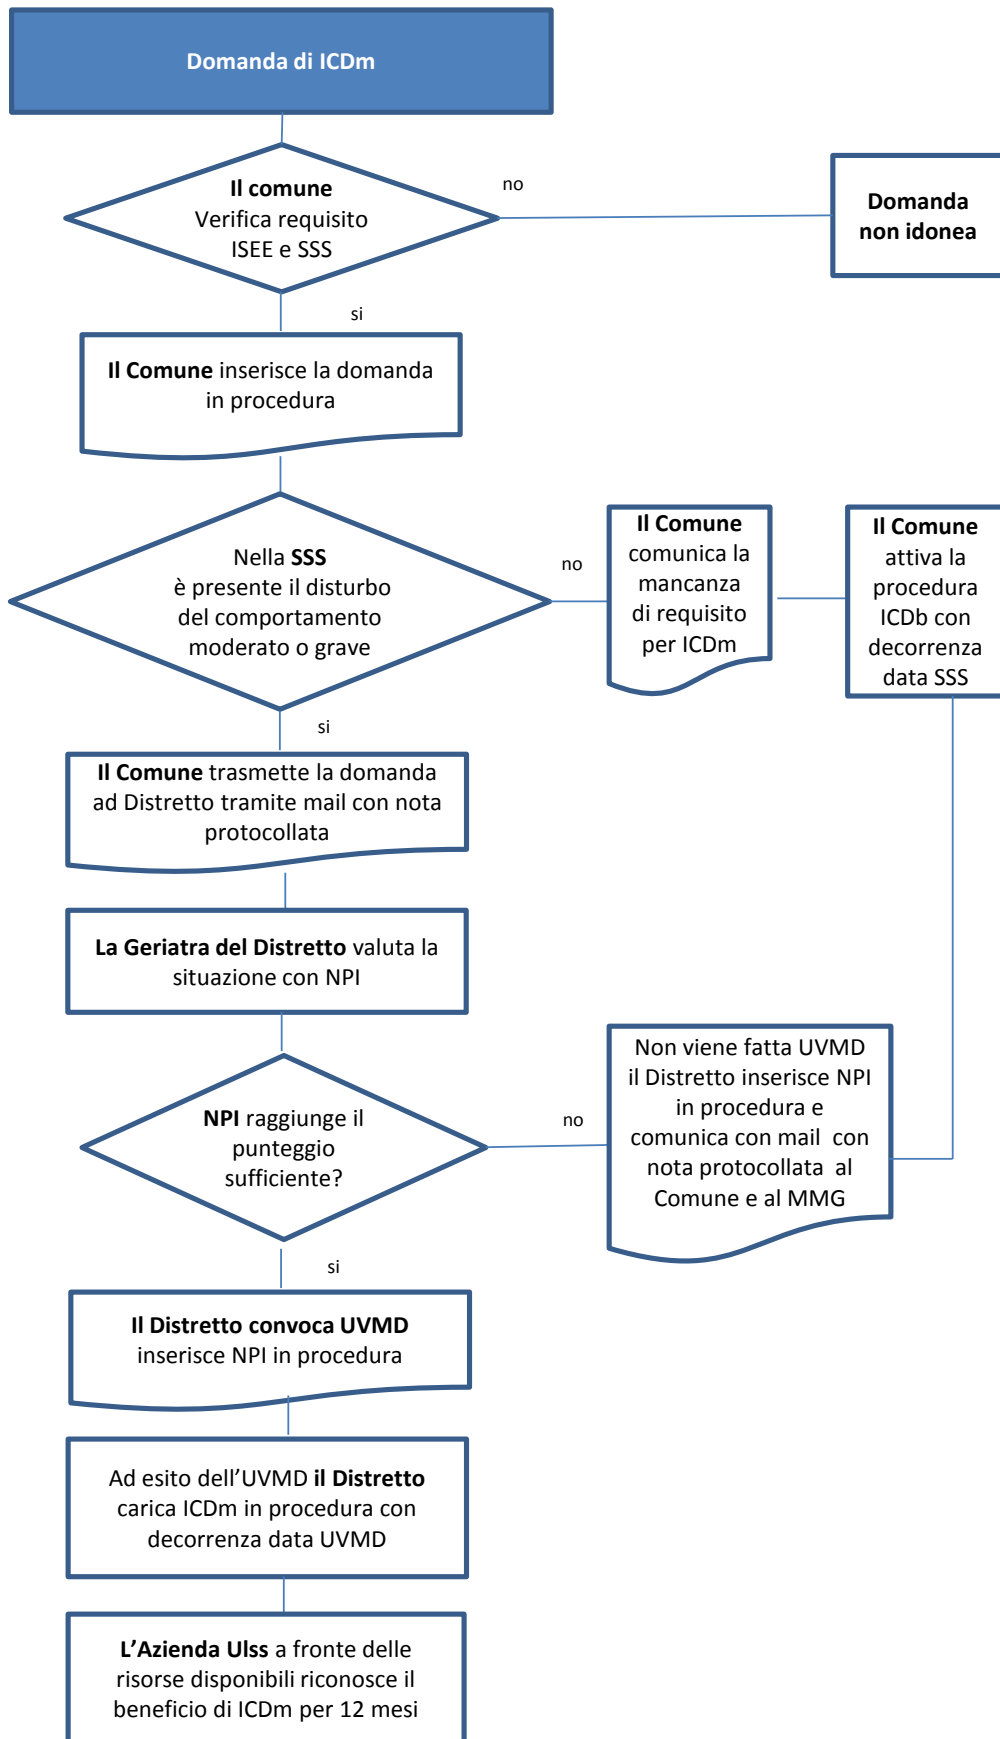 Domanda di ICDm
Il comune
Verifica requisito
ISEE e SSS
no
Domanda
non idonea
si
Il Comune inserisce la domanda
in procedura
Nella SSS
è presente il disturbo
del comportamento
moderato o grave
no
Il Comune
comunica la
mancanza
di requisito
per ICDm
Il Comune
attiva la
procedura
ICDb con
decorrenza
data SSS
si
Il Comune trasmette la domanda
ad Distretto tramite mail con nota
protocollata
La Geriatra del Distretto valuta la
situazione con NPI
NPI raggiunge il
punteggio
sufficiente?
no
Non viene fatta UVMD
il Distretto inserisce NPI
in procedura e
comunica con mail con
nota protocollata al
Comune e al MMG
si
Il Distretto convoca UVMD
inserisce NPI in procedura
Ad esito dell'UVMD il Distretto
carica ICDm in procedura con
decorrenza data UVMD
L'Azienda Ulss a fronte delle
risorse disponibili riconosce il
beneficio di ICDm per 12 mesi